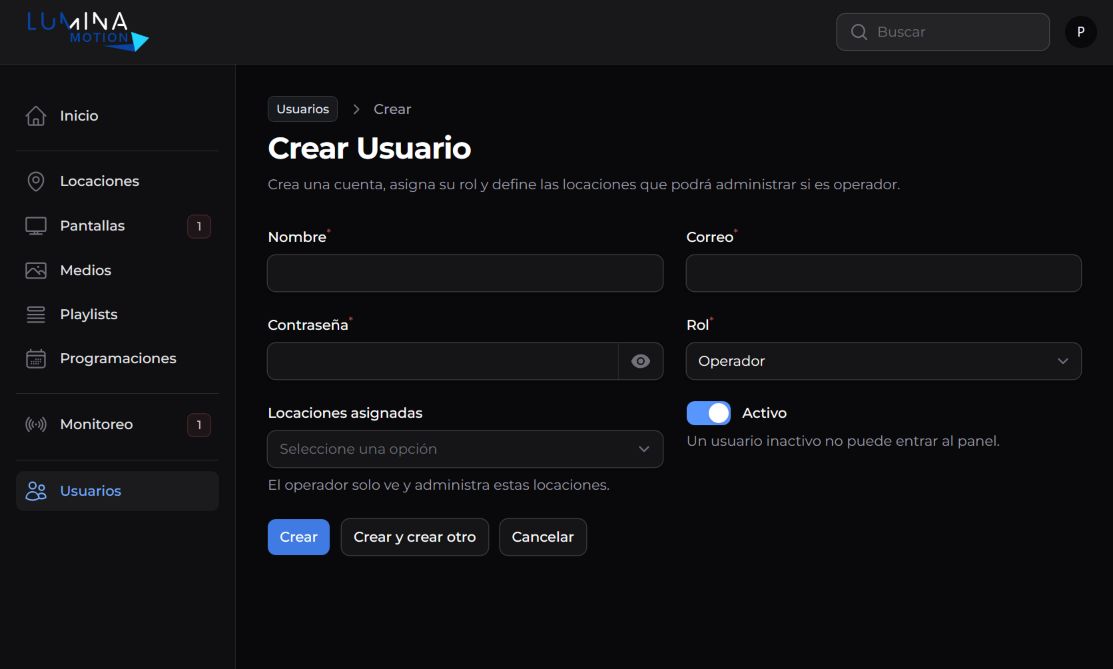 LUMINA
MOTION
Buscar
P
Inicio
Locaciones
Pantallas 1
Medios
Playlists
Programaciones
Monitoreo 1
Usuarios
Usuarios > Crear
Crear Usuario
Crea una cuenta, asigna su rol y define las locaciones que podrá administrar si es operador.
Nombre*
Correo*
Contraseña*
Rol*
Operador
Locaciones asignadas
Activo
Seleccione una opción
Un usuario inactivo no puede entrar al panel.
El operador solo ve y administra estas locaciones.
Crear
Crear y crear otro
Cancelar